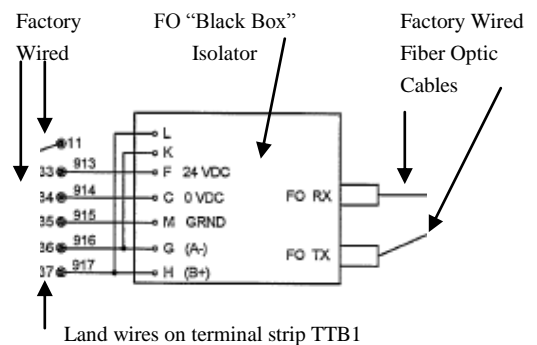 Factory
Wired
FO “Black Box”
Isolator
Factory Wired
Fiber Optic
Cables
11
L
K
33 913 F 24 VDC
34 914 C 0 VDC FO RX
35 915 M GRND
36 916 G (A-) FO TX
37 917 H (B+)
Land wires on terminal strip TTB1